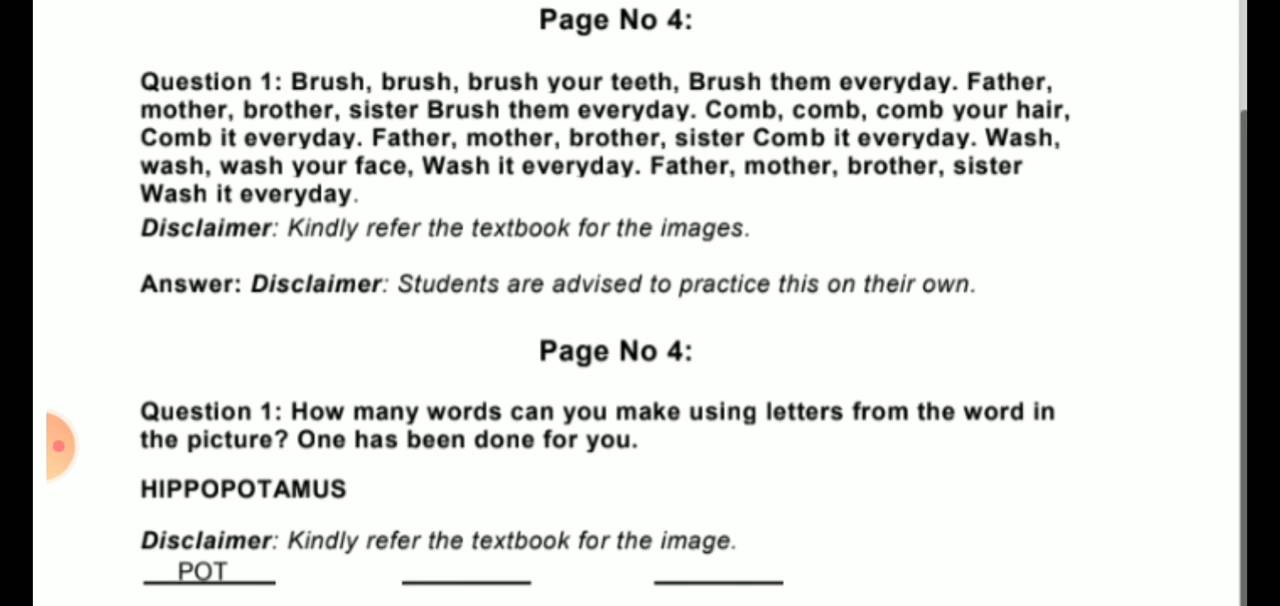 Page No 4:
Question 1: Brush, brush, brush your teeth, Brush them everyday. Father,
mother, brother, sister Brush them everyday. Comb, comb, comb your hair,
Comb it everyday. Father, mother, brother, sister Comb it everyday. Wash,
wash, wash your face, Wash it everyday. Father, mother, brother, sister
Wash it everyday.
Disclaimer: Kindly refer the textbook for the images.
Answer: Disclaimer: Students are advised to practice this on their own.
Page No 4:
Question 1: How many words can you make using letters from the word in
the picture? One has been done for you.
HIPPOPOTAMUS
Disclaimer: Kindly refer the textbook for the image.
POT